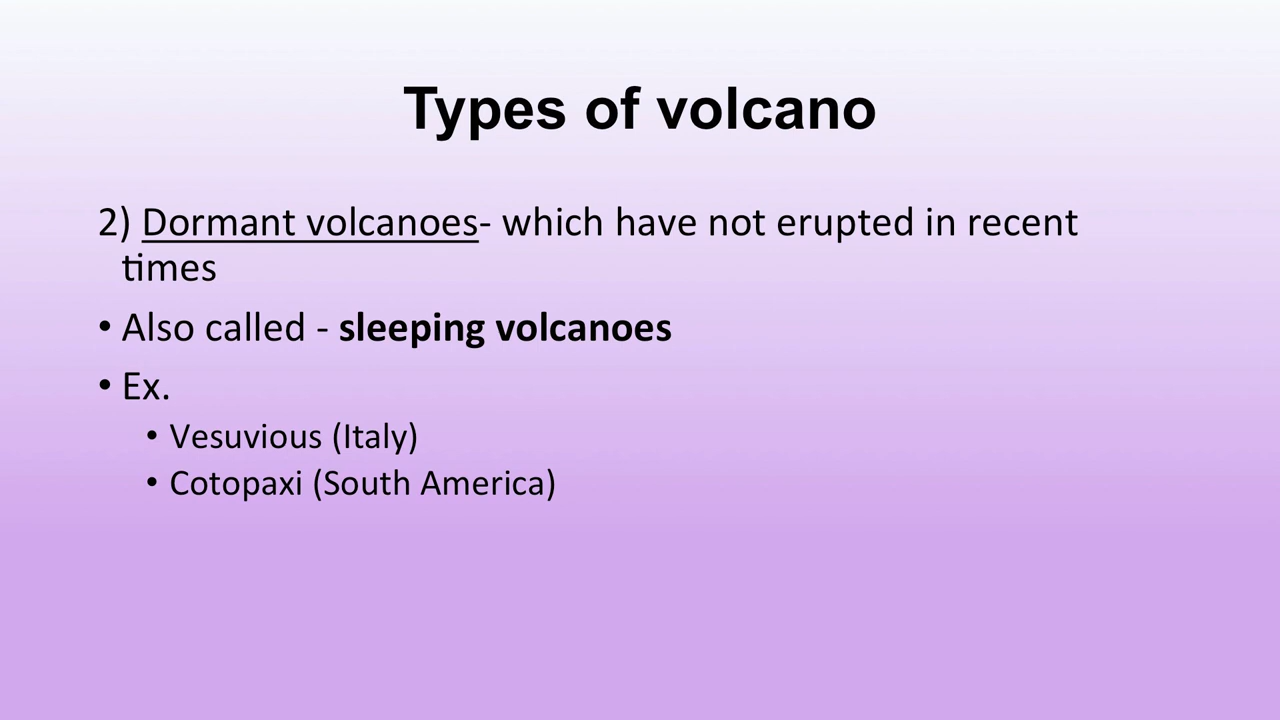 Types of volcano
2) Dormant volcanoes- which have not erupted in recent
times
• Also called - sleeping volcanoes
• Ex.
• Vesuvious (Italy)
• Cotopaxi (South America)